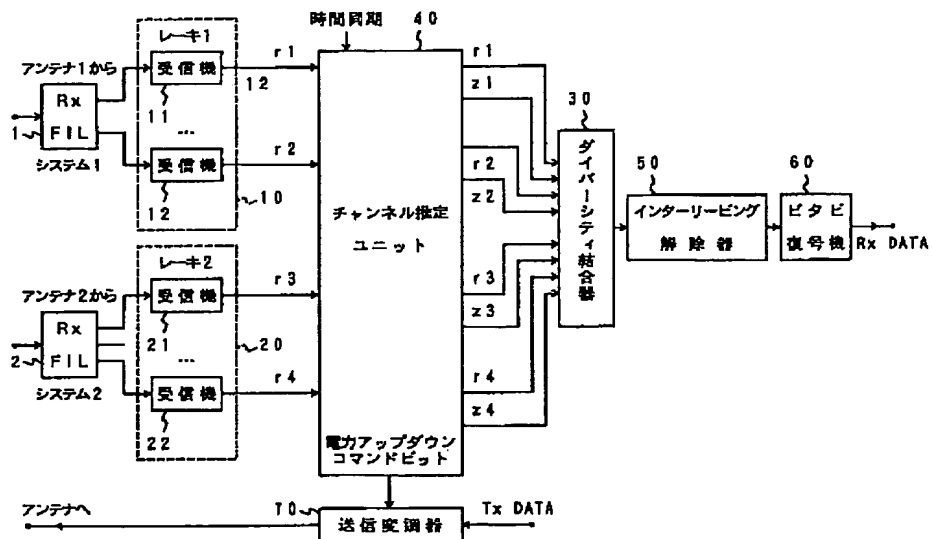 時間同期
40
レーキ1
アンテナ1から
受信機
11
r1
12
Rx
FIL
1
システム1
...
受信機
12
r2
10
チャンネル推定
ユニット
r1
z1
r2
z2
r3
z3
r4
z4
30
ダイバーシティ結合器
50
インターリービング
解除器
60
ビタビ
復号機
Rx DATA
レーキ2
アンテナ2から
受信機
21
r3
20
Rx
FIL
2
システム2
...
受信機
22
r4
電力アップダウン
コマンドビット
アンテナへ
70
送信変調器
Tx DATA